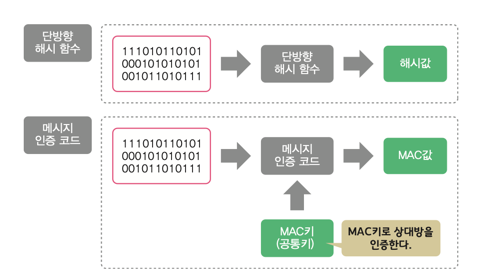 단방향
해시 함수
111010110101
000101010101
001011010111
단방향
해시 함수
해시값
메시지
인증 코드
111010110101
000101010101
001011010111
메시지
인증 코드
MAC값
MAC키
(공통키)
MAC키로 상대방을
인증한다.